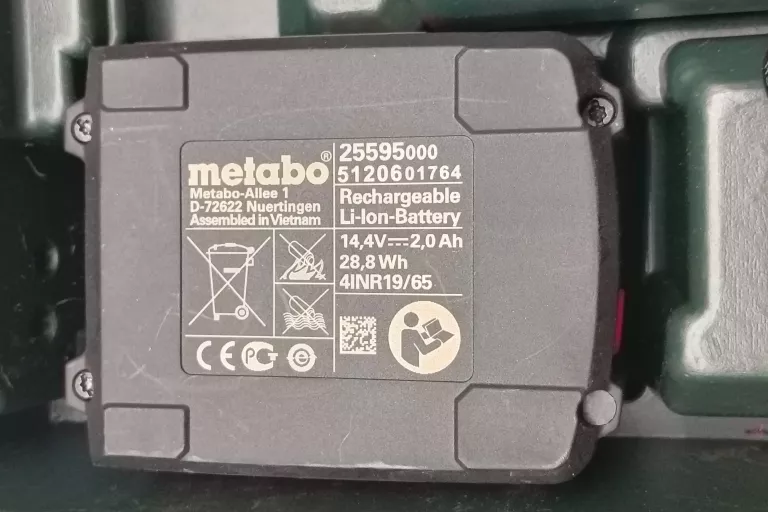 metabo®
Metabo-Allee 1
D-72622 Nuertingen
Assembled in Vietnam
25595000
5120601764
Rechargeable
Li-Ion-Battery
14,4V⎓2,0 Ah
28,8 Wh
4INR19/65
CE